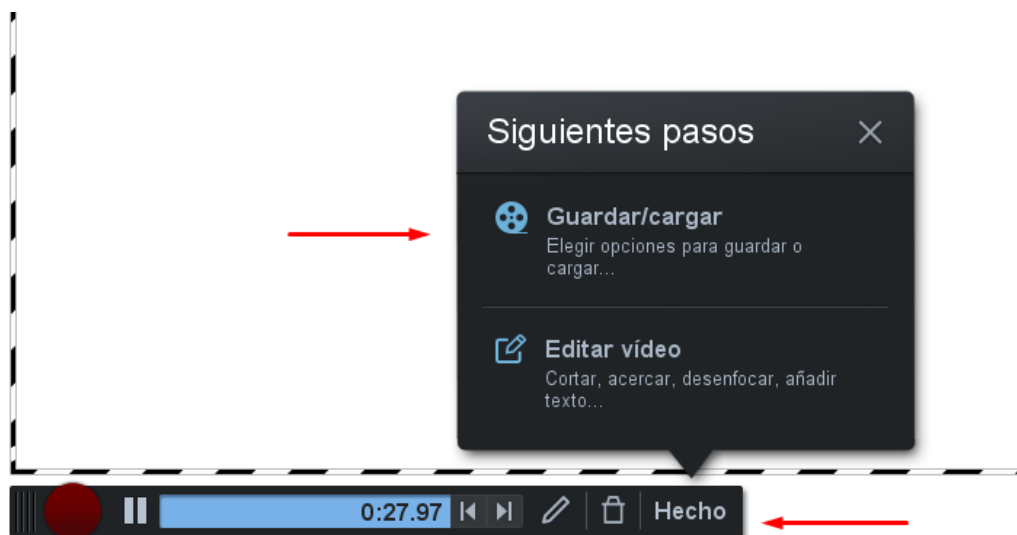 Siguientes pasos
Guardar/cargar
Elegir opciones para guardar o
cargar...
Editar vídeo
Cortar, acercar, desenfocar, añadir
texto...
0:27.97
Hecho